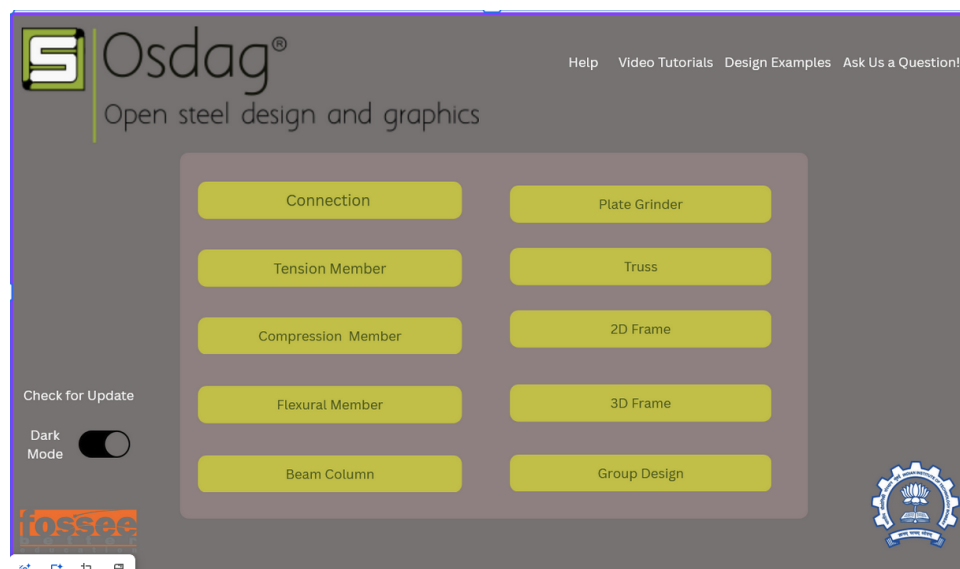 Osdag®
Open steel design and graphics
Help Video Tutorials Design Examples Ask Us a Question!
Connection
Plate Grinder
Tension Member
Truss
Compression Member
2D Frame
Flexural Member
3D Frame
Beam Column
Group Design
Check for Update
Dark
Mode
fossee